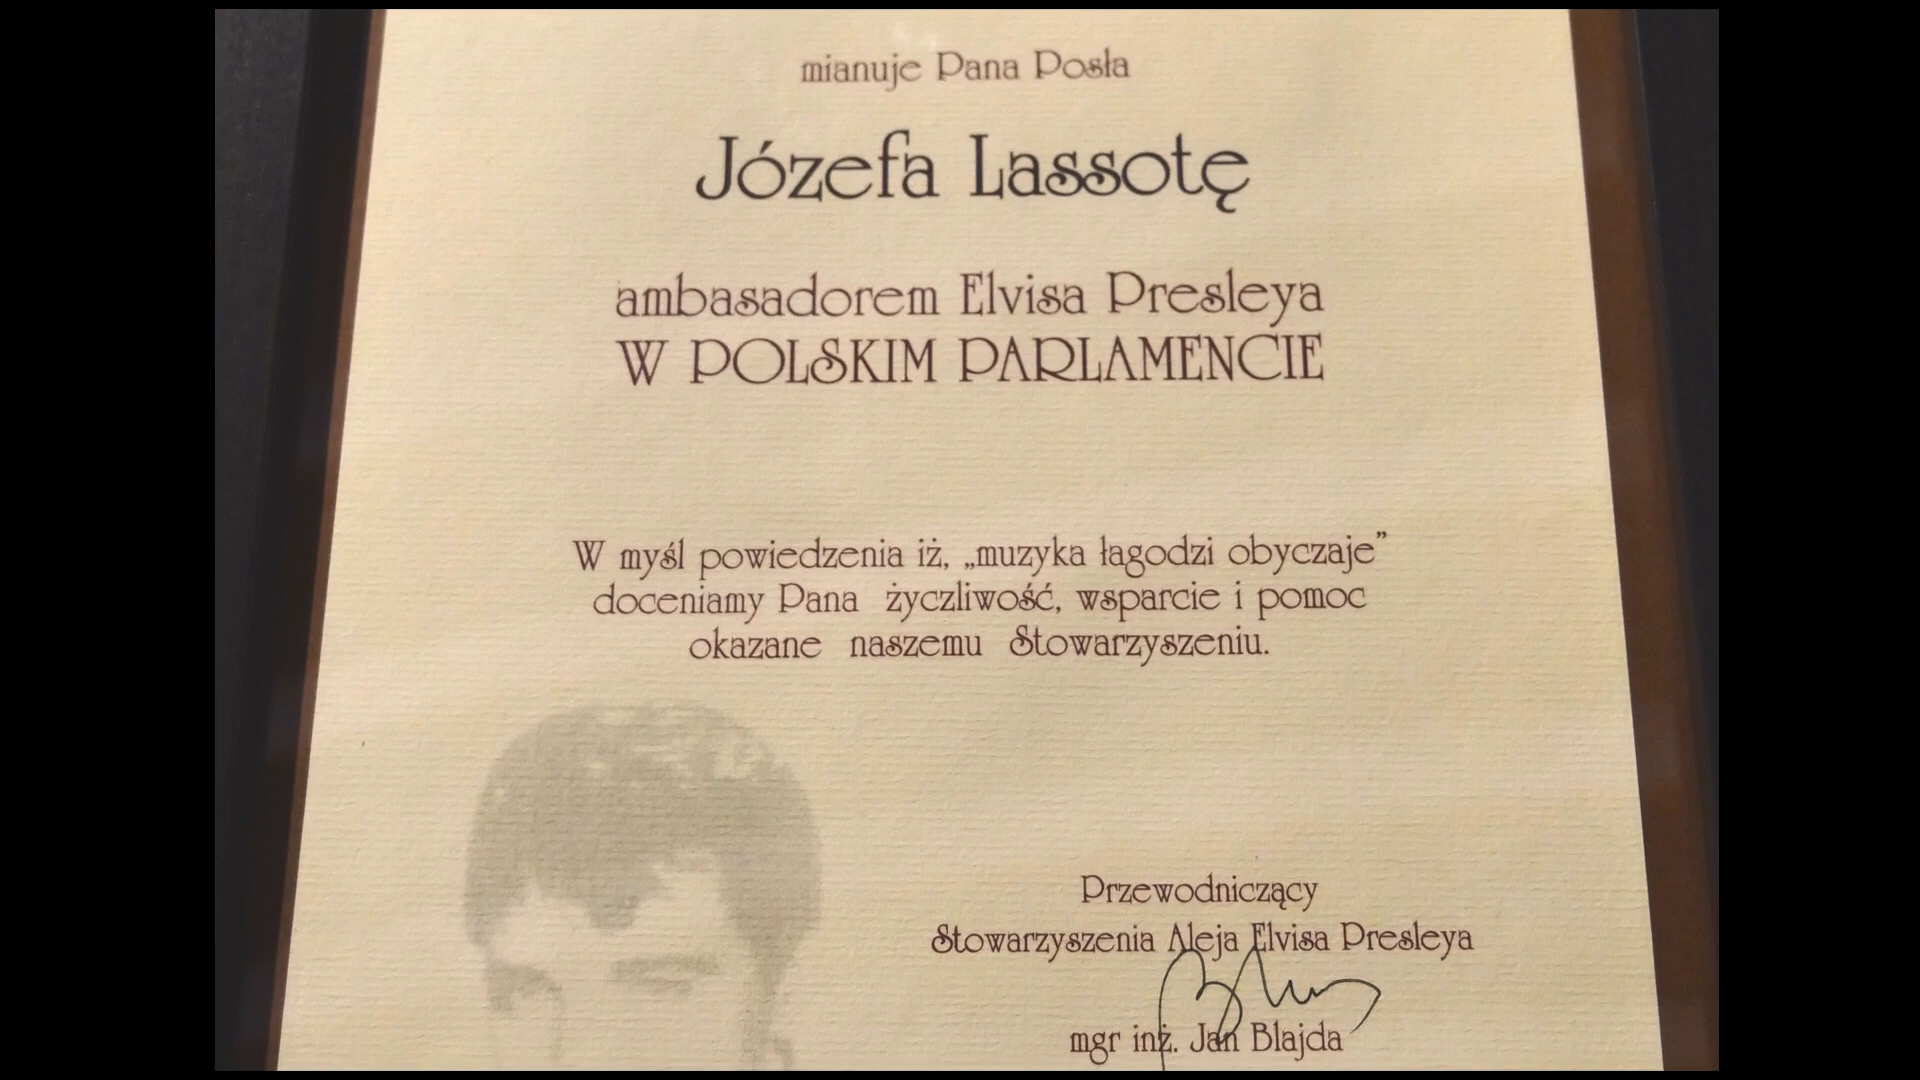 mianuje Pana Posła
Józefa Lassotę
ambasadorem Elvisa Presleya
W POLSKIM PARLAMENCIE
W myśl powiedzenia iż, „muzyka łagodzi obyczaje”
doceniamy Pana życzliwość, wsparcie i pomoc
okazane naszemu Stowarzyszeniu.
Przewodniczący
Stowarzyszenia Aleja Elvisa Presleya
mgr inż. Jan Blajda